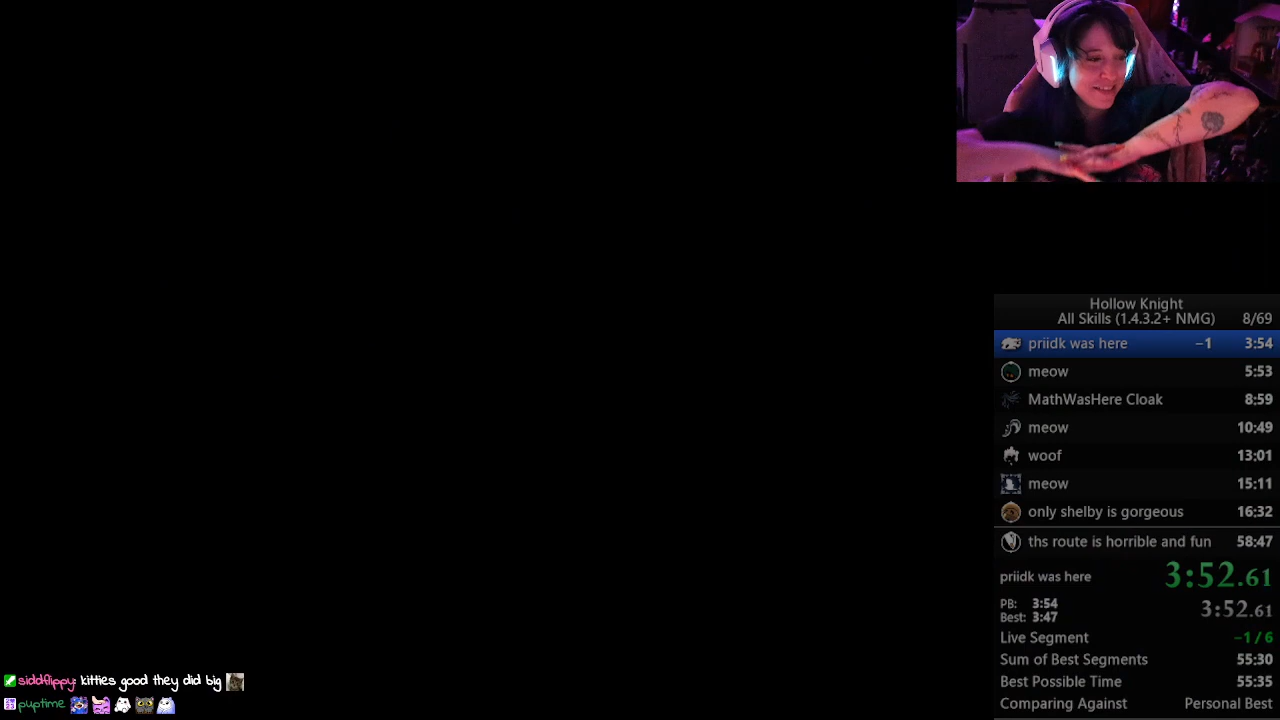 Hollow Knight
All Skills (1.4.3.2+ NMG) 8/69
priidk was here −1 3:54
meow 5:53
MathWasHere Cloak 8:59
meow 10:49
woof 13:01
meow 15:11
only shelby is gorgeous 16:32
ths route is horrible and fun 58:47
priidk was here 3:52.61
PB: 3:54
Best: 3:47 3:52.61
Live Segment −1 / 6
Sum of Best Segments 55:30
Best Possible Time 55:35
Comparing Against Personal Best
siddflippy: kitties good they did big
puptime